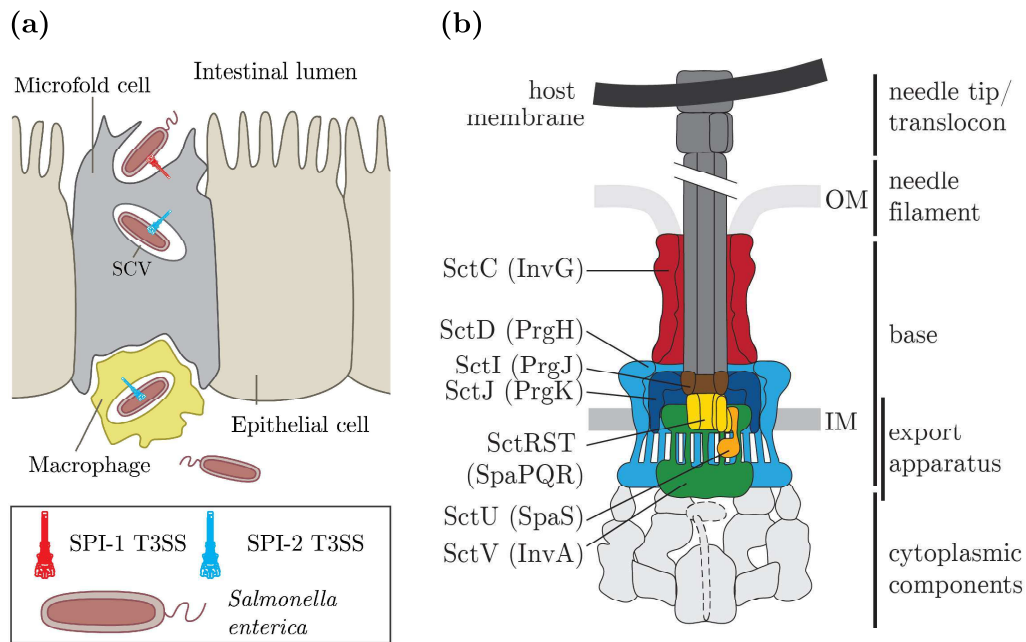 (a)
Microfold cell
Intestinal lumen
SCV
Macrophage
Epithelial cell
SPI-1 T3SS
SPI-2 T3SS
Salmonella
enterica
(b)
host
membrane
needle tip/
translocon
OM
needle
filament
SctC (InvG)
SctD (PrgH)
SctI (PrgJ)
SctJ (PrgK)
base
IM
SctRST
(SpaPQR)
export
apparatus
SctU (SpaS)
SctV (InvA)
cytoplasmic
components